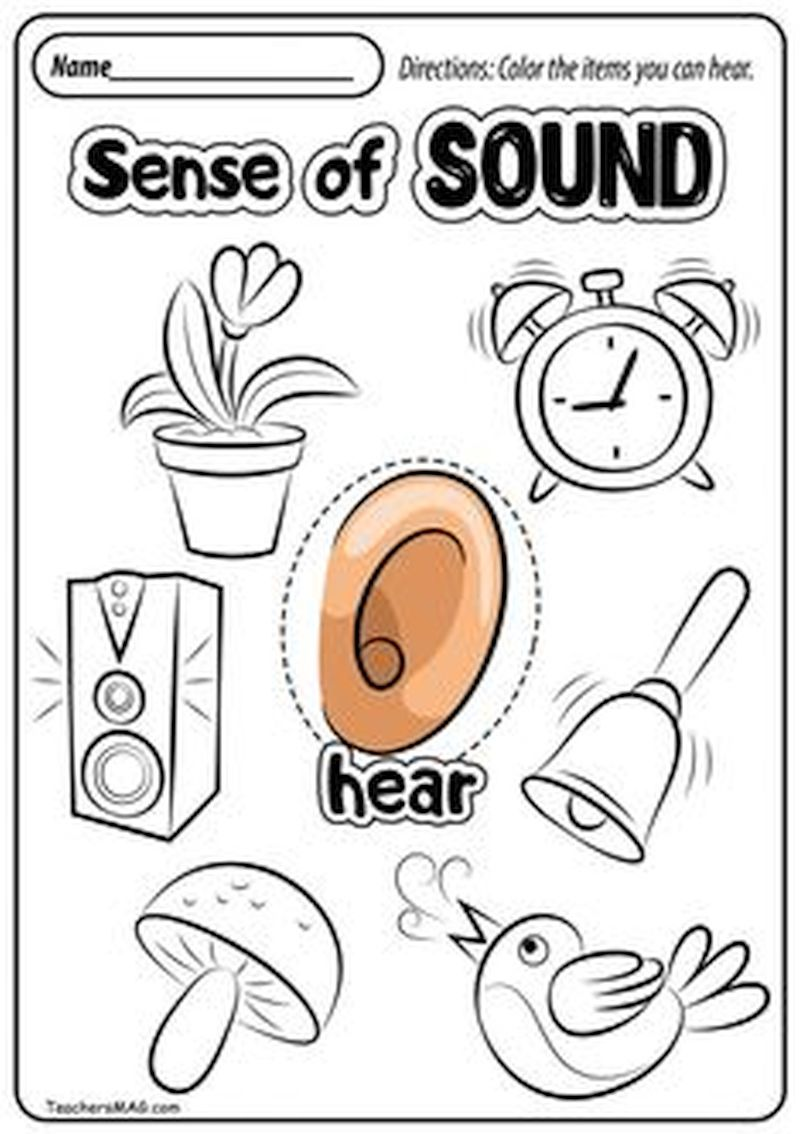 Name
Directions: Color the items you can hear.
Sense of SOUND
hear
TeachersMAG.com